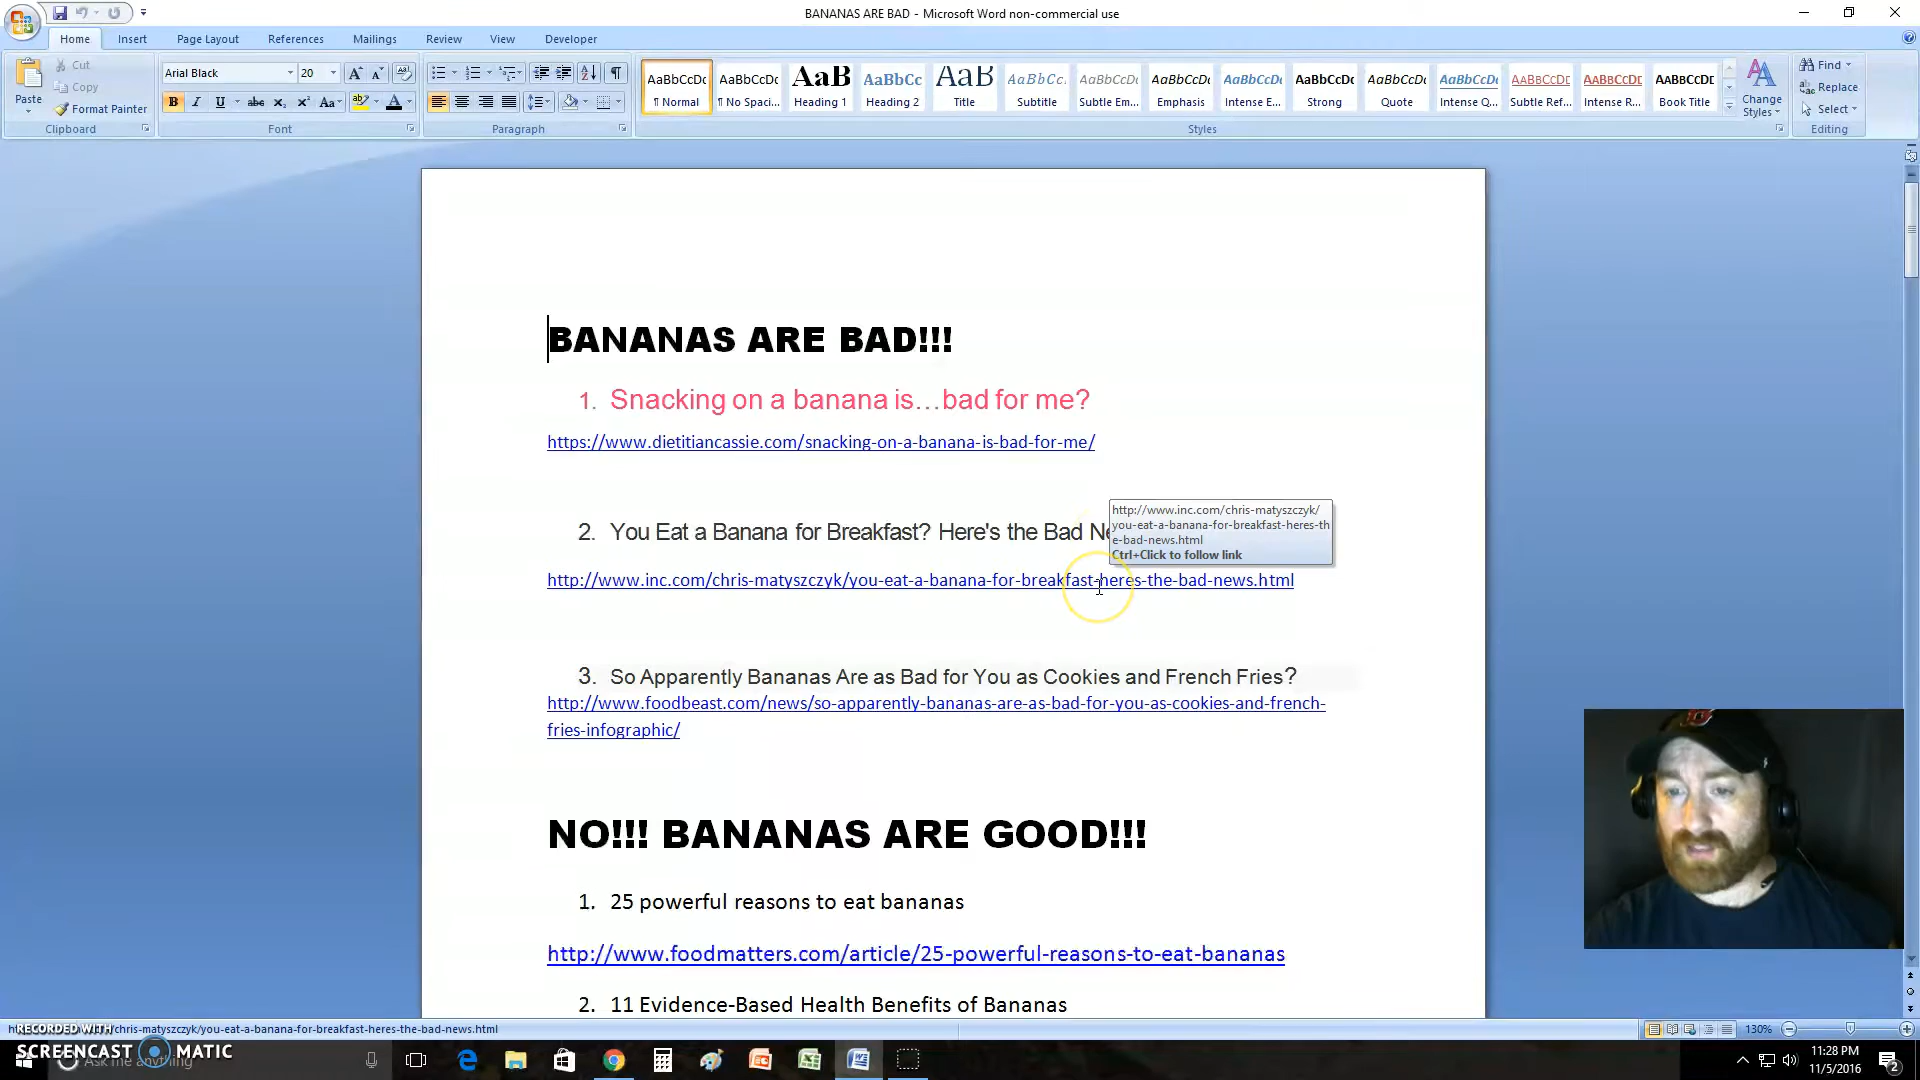 BANANAS ARE BAD - Microsoft Word non-commercial use
Home Insert Page Layout References Mailings Review View Developer
Paste
Cut
Copy
Format Painter
Clipboard
Arial Black 20
Font
Paragraph
AaBbCcDc AaBbCcDc AaB AaBbCc AaB AaBbCc. AaBbCcDc AaBbCcDc AaBbCcDc AaBbCcDc AaBbCcDc AaBbCcDc AaBbCcDc AaBbCcDc AaBbCcDc
¶ Normal ¶ No Spaci... Heading 1 Heading 2 Title Subtitle Subtle Em... Emphasis Intense E... Strong Quote Intense Q... Subtle Ref... Intense R... Book Title
Change Styles
Styles
Find
Replace
Select
Editing
BANANAS ARE BAD!!!
1. Snacking on a banana is…bad for me?
https://www.dietitiancassie.com/snacking-on-a-banana-is-bad-for-me/
2. You Eat a Banana for Breakfast? Here's the Bad Ne
http://www.inc.com/chris-matyszczyk/
you-eat-a-banana-for-breakfast-heres-th
e-bad-news.html
Ctrl+Click to follow link
http://www.inc.com/chris-matyszczyk/you-eat-a-banana-for-breakfast-heres-the-bad-news.html
3. So Apparently Bananas Are as Bad for You as Cookies and French Fries?
http://www.foodbeast.com/news/so-apparently-bananas-are-as-bad-for-you-as-cookies-and-french-
fries-infographic/
NO!!! BANANAS ARE GOOD!!!
1. 25 powerful reasons to eat bananas
http://www.foodmatters.com/article/25-powerful-reasons-to-eat-bananas
2. 11 Evidence-Based Health Benefits of Bananas
/chris-matyszczyk/you-eat-a-banana-for-breakfast-heres-the-bad-news.html
130%
RECORDED WITH
SCREENCAST MATIC
Ask me anything
11:28 PM
11/5/2016
2